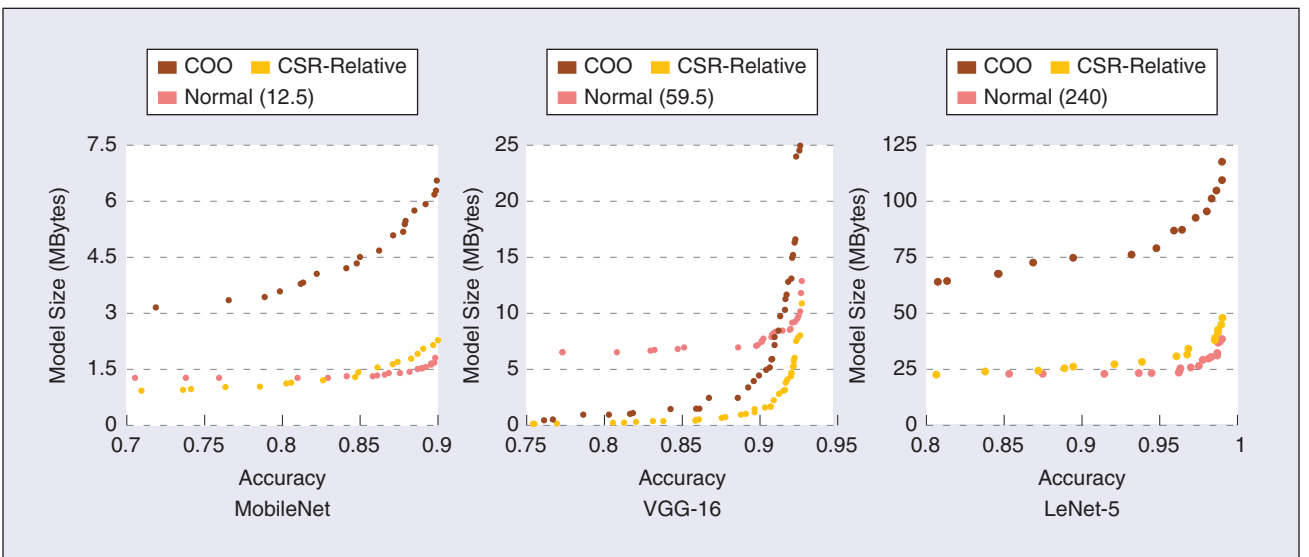 COO CSR-Relative
Normal (12.5)
7.5
6
4.5
3
1.5
0
0.7 0.75 0.8 0.85 0.9
Model Size (MBytes)
Accuracy
MobileNet
COO CSR-Relative
Normal (59.5)
25
20
15
10
5
0
0.75 0.8 0.85 0.9 0.95
Model Size (MBytes)
Accuracy
VGG-16
COO CSR-Relative
Normal (240)
125
100
75
50
25
0
0.8 0.85 0.9 0.95 1
Model Size (MBytes)
Accuracy
LeNet-5